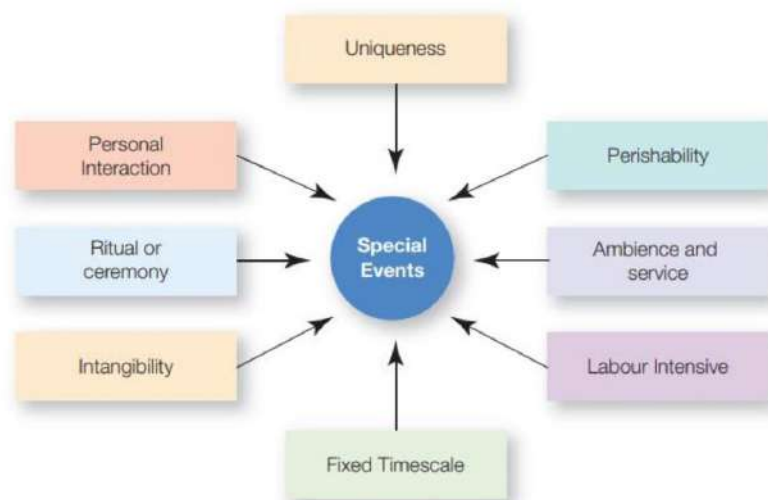 Uniqueness
Personal
Interaction
Perishability
Ritual or
ceremony
Special
Events
Ambience and
service
Intangibility
Labour Intensive
Fixed Timescale